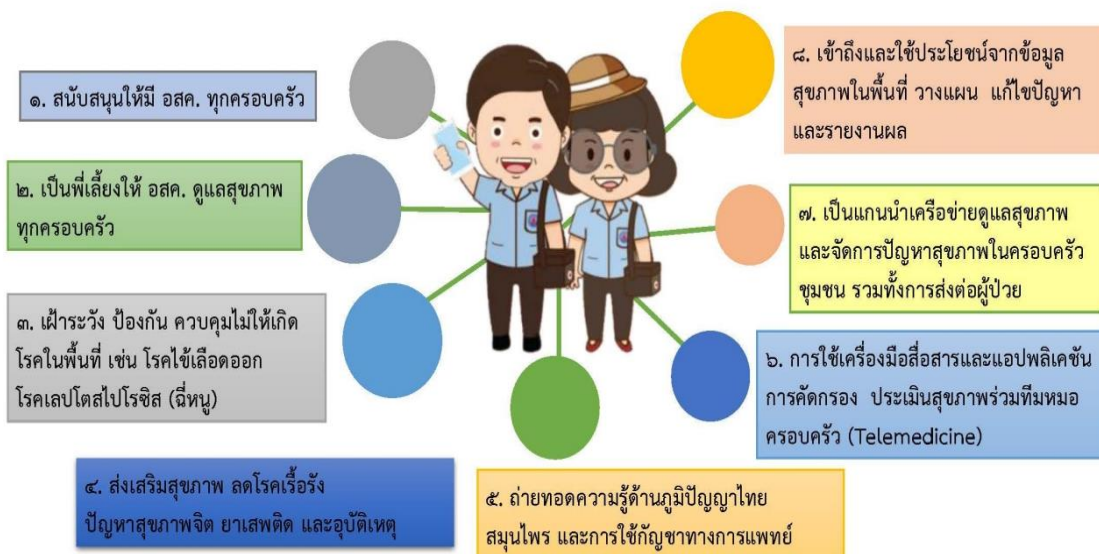 ๑. สนับสนุนให้มี อสค. ทุกครอบครัว
๒. เป็นพี่เลี้ยงให้ อสค. ดูแลสุขภาพ
ทุกครอบครัว
๓. เฝ้าระวัง ป้องกัน ควบคุมไม่ให้เกิด
โรคในพื้นที่ เช่น โรคไข้เลือดออก
โรคเลปโตสไปโรซิส (ฉี่หนู)
๔. ส่งเสริมสุขภาพ ลดโรคเรื้อรัง
ปัญหาสุขภาพจิต ยาเสพติด และอุบัติเหตุ
๕. ถ่ายทอดความรู้ด้านภูมิปัญญาไทย
สมุนไพร และการใช้กัญชาทางการแพทย์
๖. การใช้เครื่องมือสื่อสารและแอปพลิเคชัน
การคัดกรอง ประเมินสุขภาพร่วมทีมหมอ
ครอบครัว (Telemedicine)
๗. เป็นแกนนำเครือข่ายดูแลสุขภาพ
และจัดการปัญหาสุขภาพในครอบครัว
ชุมชน รวมทั้งการส่งต่อผู้ป่วย
๘. เข้าถึงและใช้ประโยชน์จากข้อมูล
สุขภาพในพื้นที่ วางแผน แก้ไขปัญหา
และรายงานผล